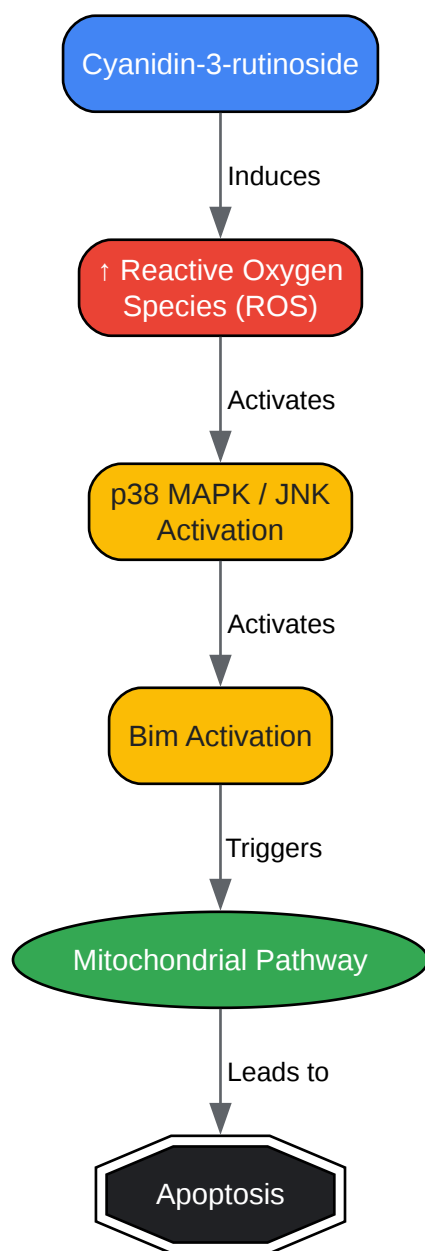 Cyanidin-3-rutinoside
Induces
↑ Reactive Oxygen
Species (ROS)
Activates
p38 MAPK / JNK
Activation
Activates
Bim Activation
Triggers
Mitochondrial Pathway
Leads to
Apoptosis